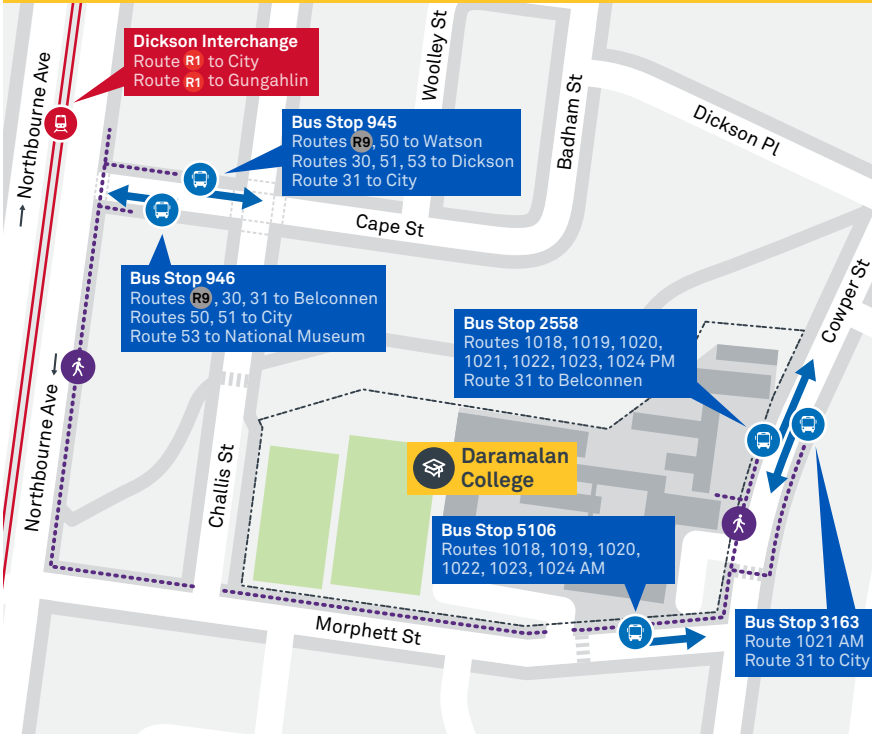 Dickson Interchange
Route R1 to City
Route R1 to Gungahlin
Northbourne Ave
Woolley St
Badham St
Dickson Pl
Bus Stop 945
Routes R9, 50 to Watson
Routes 30, 51, 53 to Dickson
Route 31 to City
Cape St
Bus Stop 946
Routes R9, 30, 31 to Belconnen
Routes 50, 51 to City
Route 53 to National Museum
Cowper St
Bus Stop 2558
Routes 1018, 1019, 1020,
1021, 1022, 1023, 1024 PM
Route 31 to Belconnen
Northbourne Ave
Challis St
Daramalan
College
Bus Stop 5106
Routes 1018, 1019, 1020,
1022, 1023, 1024 AM
Morphett St
Bus Stop 3163
Route 1021 AM
Route 31 to City